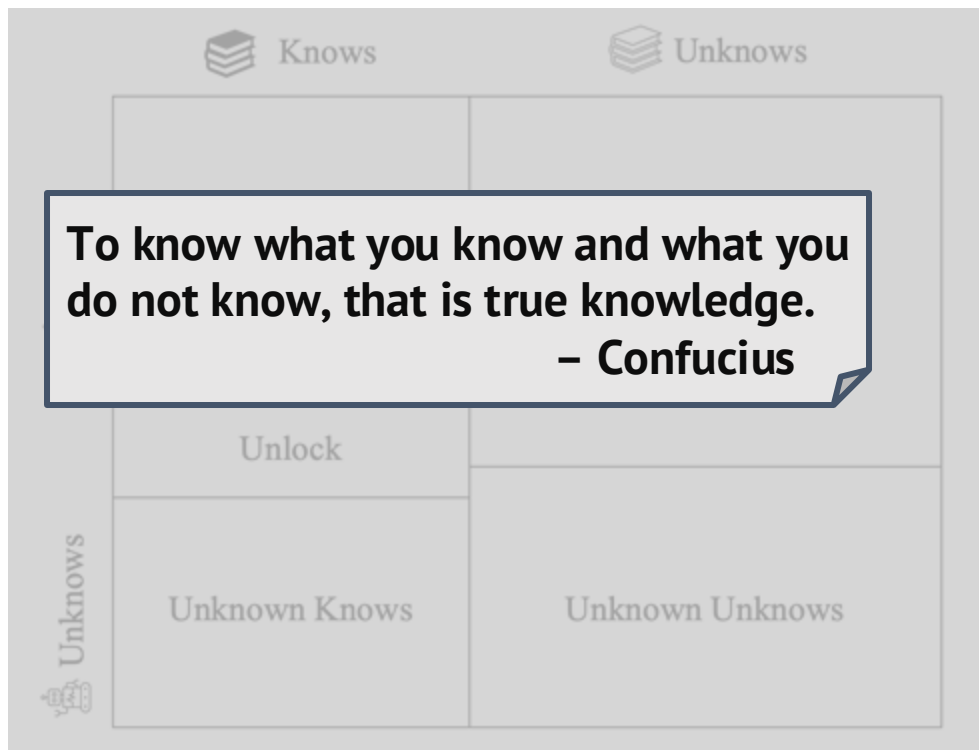 Knows
Unknows
To know what you know and what you
do not know, that is true knowledge.
– Confucius
Unlock
Unknows
Unknown Knows
Unknown Unknows